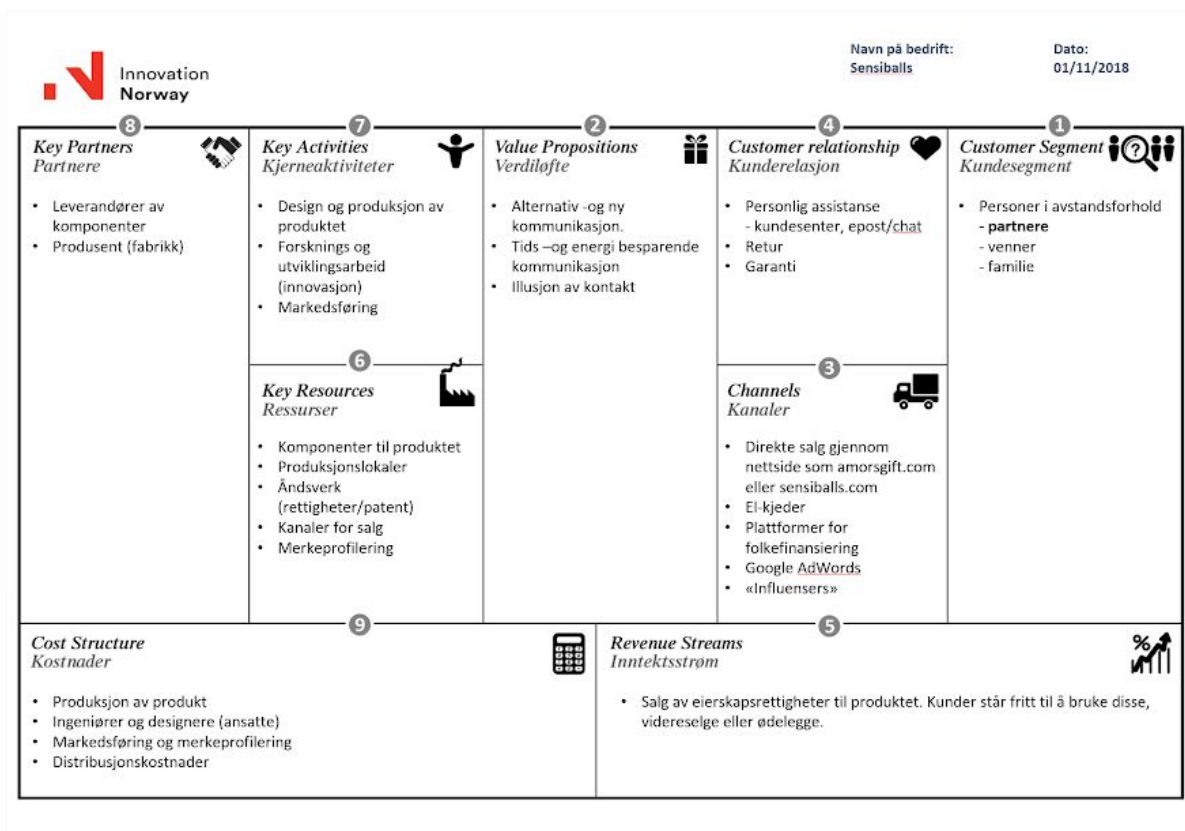 Innovation
Norway
Navn på bedrift:
Sensiballs
Dato:
01/11/2018
8
Key Partners
Partnere
• Leverandører av
komponenter
• Produsent (fabrikk)
7
Key Activities
Kjerneaktiviteter
• Design og produksjon av
produktet
• Forsknings og
utviklingsarbeid
(innovasjon)
• Markedsføring
6
Key Resources
Ressurser
• Komponenter til produktet
• Produksjonslokaler
• Åndsverk
(rettigheter/patent)
• Kanaler for salg
• Merkeprofilering
2
Value Propositions
Verdiløfte
• Alternativ -og ny
kommunikasjon.
• Tids –og energi besparende
kommunikasjon
• Illusjon av kontakt
4
Customer relationship
Kunderelasjon
• Personlig assistanse
- kundesenter, epost/chat
• Retur
• Garanti
3
Channels
Kanaler
• Direkte salg gjennom
nettside som amorsgift.com
eller sensiballs.com
• El-kjeder
• Plattformer for
folkefinansiering
• Google AdWords
• «Influensers»
1
Customer Segment
Kundesegment
?
• Personer i avstandsforhold
- partnere
- venner
- familie
9
Cost Structure
Kostnader
• Produksjon av produkt
• Ingeniører og designere (ansatte)
• Markedsføring og merkeprofilering
• Distribusjonskostnader
5
Revenue Streams
Inntektsstrøm
%
• Salg av eierskapsrettigheter til produktet. Kunder står fritt til å bruke disse,
videreselge eller ødelegge.